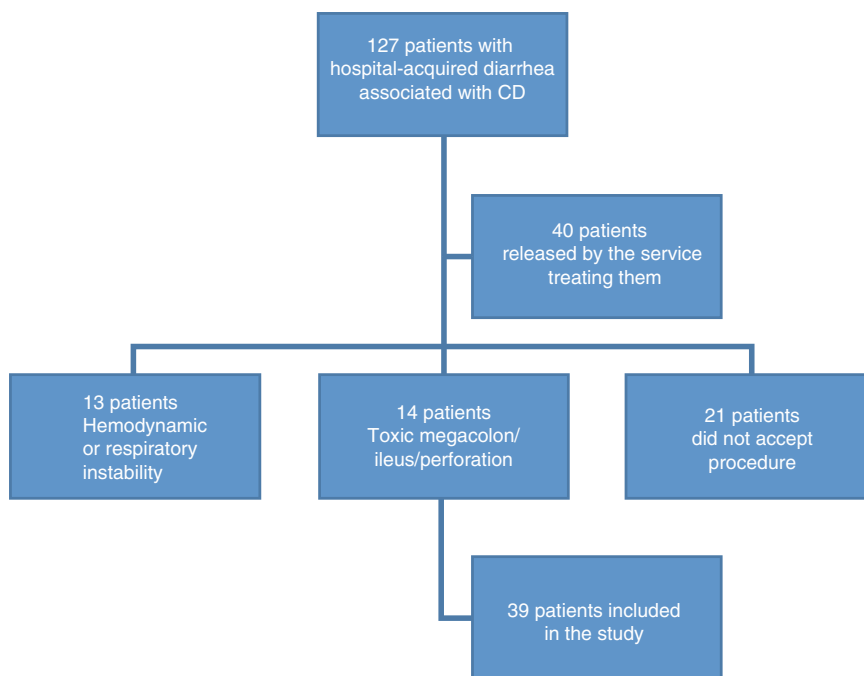 127 patients with
hospital-acquired diarrhea
associated with CD
40 patients
released by the service
treating them
13 patients
Hemodynamic
or respiratory
instability
14 patients
Toxic megacolon/
ileus/perforation
21 patients
did not accept
procedure
39 patients included
in the study